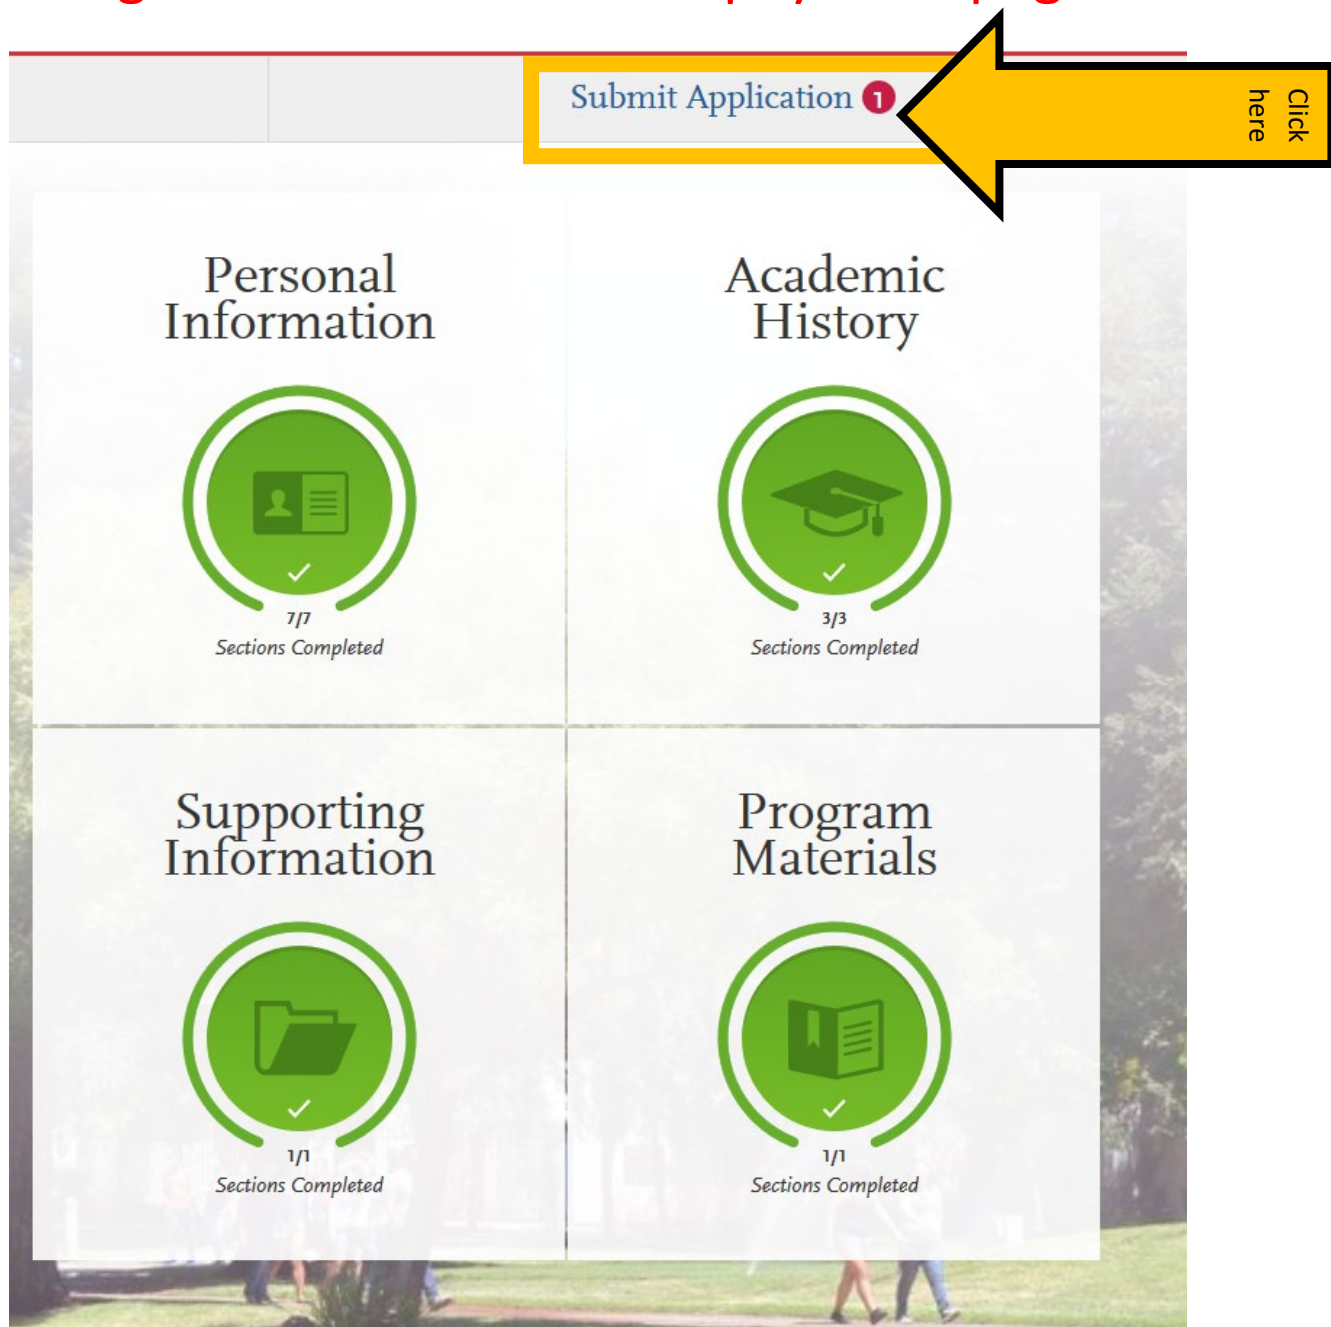 Submit Application 1
Click
here
Personal
Information
Academic
History
7/7
Sections Completed
3/3
Sections Completed
Supporting
Information
Program
Materials
1/1
Sections Completed
1/1
Sections Completed